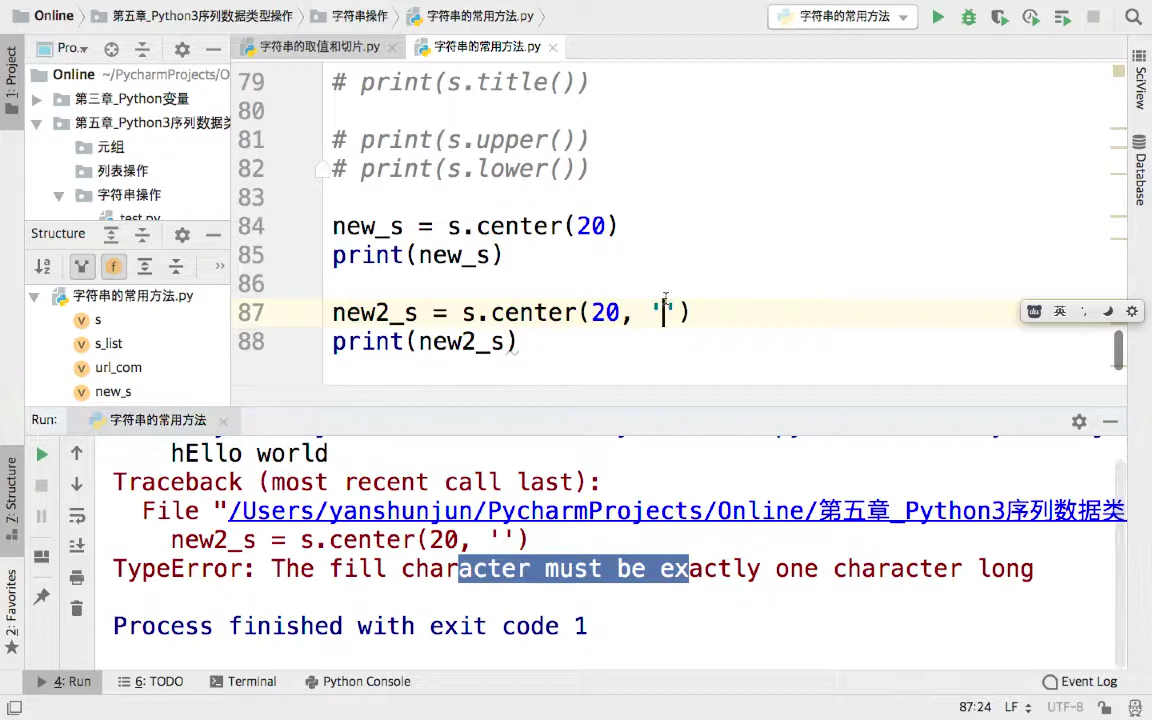 Online 第五章_Python3序列数据类型操作 字符串操作 字符串的常用方法.py 字符串的常用方法
1: Project
Pro..
字符串的取值和切片.py 字符串的常用方法.py
Online ~/PycharmProjects/O
第三章_Python变量
第五章_Python3序列数据类
元组
列表操作
字符串操作
test.py
Structure
字符串的常用方法.py
s
s_list
url_com
new_s
79 # print(s.title())
80
81 # print(s.upper())
82 # print(s.lower())
83
84 new_s = s.center(20)
85 print(new_s)
86
87 new2_s = s.center(20, '')
88 print(new2_s)
SciView
Database
英
Run: 字符串的常用方法
hEllo world
Traceback (most recent call last):
File "/Users/yanshunjun/PycharmProjects/Online/第五章_Python3序列数据类
new2_s = s.center(20, '')
TypeError: The fill character must be exactly one character long
Process finished with exit code 1
7: Structure
2: Favorites
4: Run 6: TODO Terminal Python Console Event Log
87:24 LF UTF-8